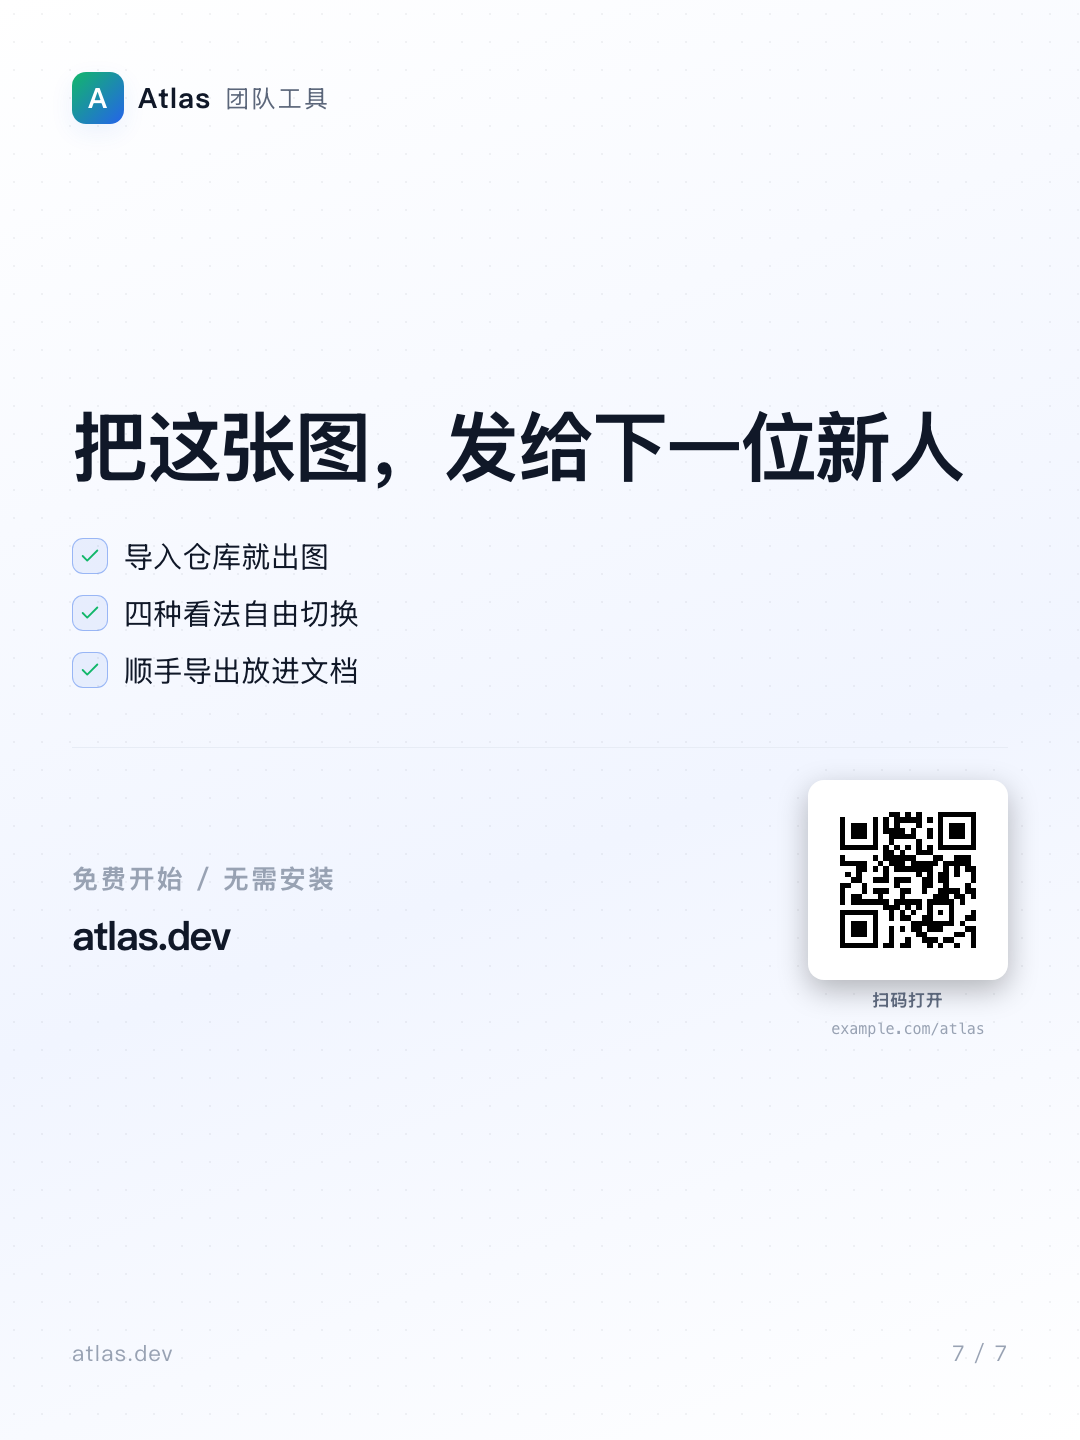 A Atlas 团队工具
把这张图，发给下一位新人
导入仓库就出图
四种看法自由切换
顺手导出放进文档
免费开始 / 无需安装
atlas.dev
扫码打开
example.com/atlas
atlas.dev
7 / 7